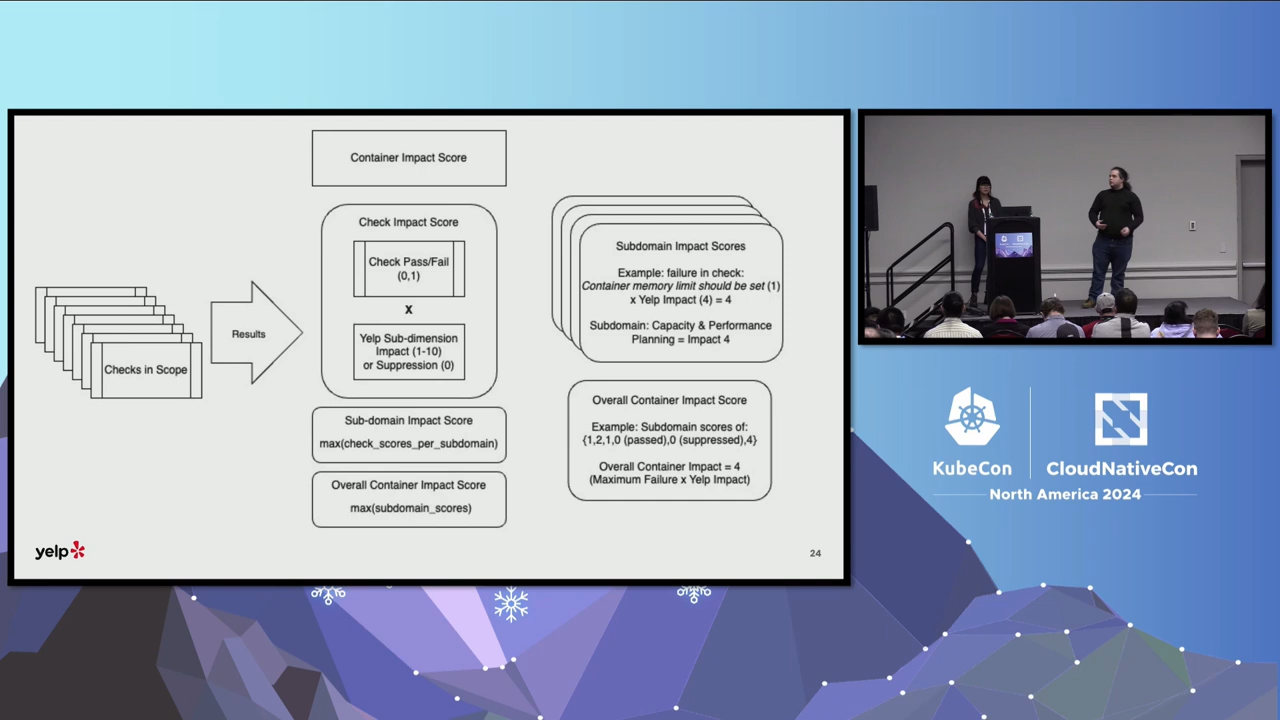 Container Impact Score
Check Impact Score
Check Pass/Fail
(0,1)
x
Yelp Sub-dimension
Impact (1-10)
or Suppression (0)
Checks in Scope
Results
Sub-domain Impact Score
max(check_scores_per_subdomain)
Overall Container Impact Score
max(subdomain_scores)
Subdomain Impact Scores
Example: failure in check:
Container memory limit should be set (1)
x Yelp Impact (4) = 4
Subdomain: Capacity & Performance
Planning = Impact 4
Overall Container Impact Score
Example: Subdomain scores of:
{1,2,1,0 (passed),0 (suppressed),4}
Overall Container Impact = 4
(Maximum Failure x Yelp Impact)
yelp
24
KubeCon
CloudNativeCon
North America 2024